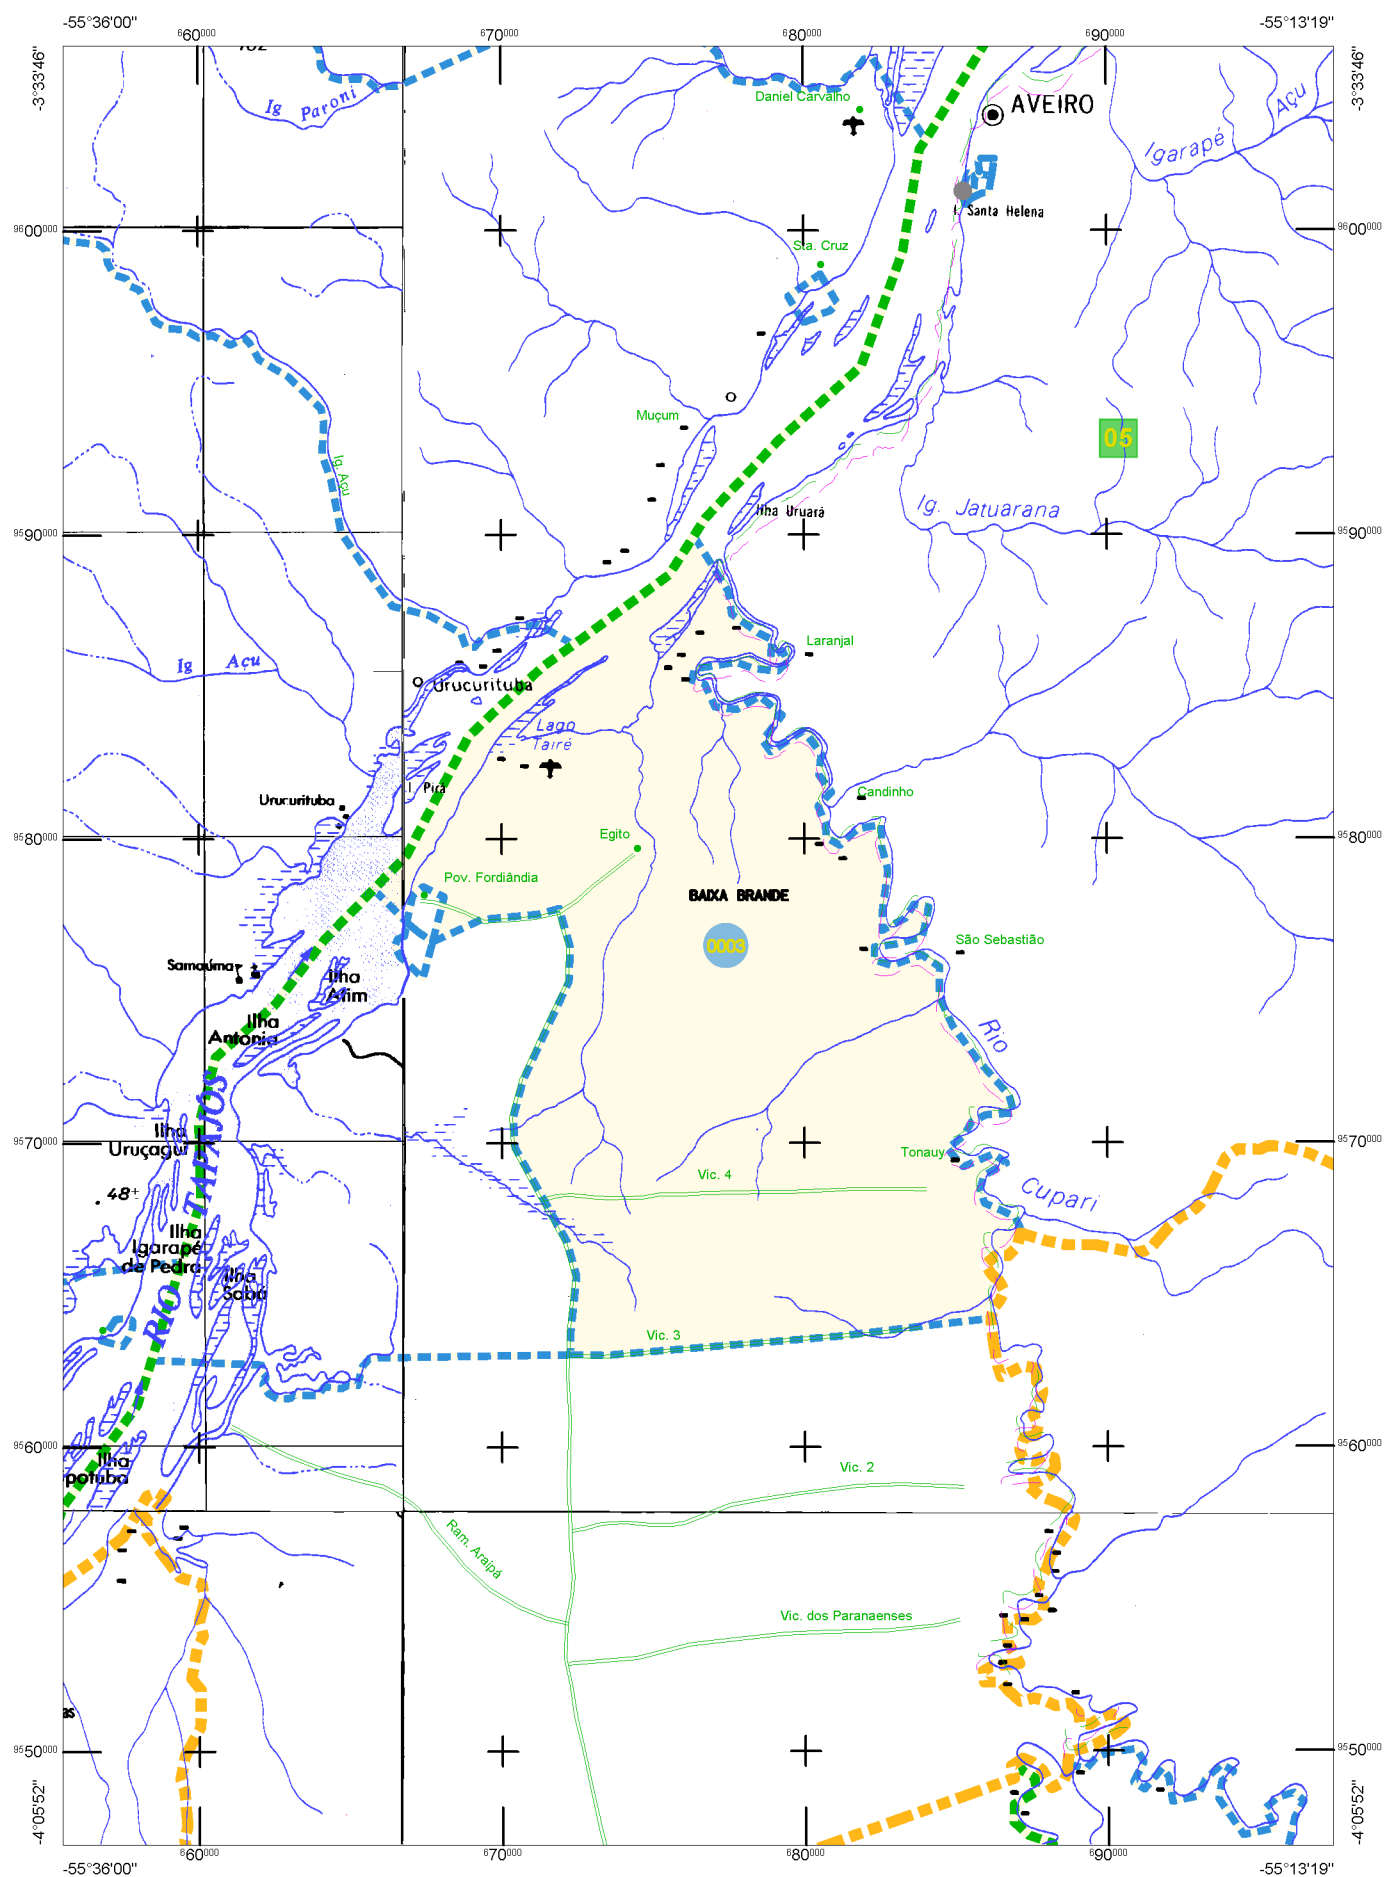 -55°36'00"
-55°13'19"
660000
670000
680000
690000
-3°33'46"
-3°33'46"
Ig Paroni
Daniel Carvalho
AVEIRO
Igarapé Açu
I. Santa Helena
9600000
9600000
Sta. Cruz
Muçum
05
Ig. Açu
Ig. Jatuarana
Ilha Uruará
9590000
9590000
Laranjal
Ig Açu
Urucurituba
Lago
Tairé
I Pirá
Urucurituba
Candinho
9580000
9580000
Egito
Pov. Fordlândia
BAIXA BRANDE
0003
São Sebastião
Samaúma
Ilha
Ilha
Antonia
Rio
RIO TAPAJÓS
Ilha
Uruçagui
9570000
9570000
Tonauy
Vic. 4
48+
Cupari
Ilha
Igarapé
de Pedra
Ilha
Vic. 3
9560000
9560000
Ilha
potuba
Vic. 2
Ram. Araipá
Vic. dos Paranaenses
as
9550000
9550000
-4°05'52"
-4°05'52"
660000
670000
680000
690000
-55°36'00"
-55°13'19"